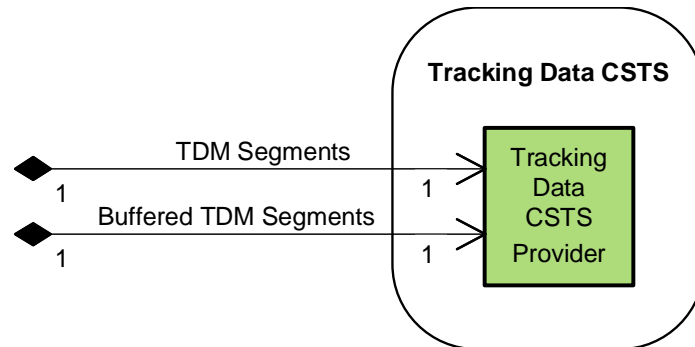 Tracking Data CSTS
TDM Segments
1
1
Buffered TDM Segments
1
1
Tracking
Data
CSTS
Provider